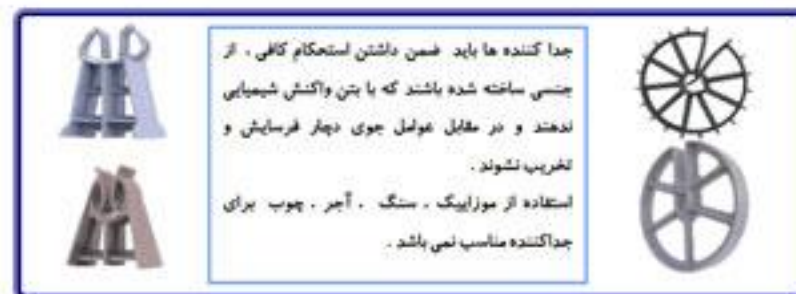 جدا کننده ها باید ضمن داشتن استحکام کافی ، از
جنسی ساخته شده باشند که با بتن واکنش شیمیایی
ندهند و در مقابل عوامل جوی دچار فرسایش و
تخریب نشوند .
استفاده از موزاییک ، سنگ ، آجر ، چوب برای
جداکننده مناسب نمی باشد .